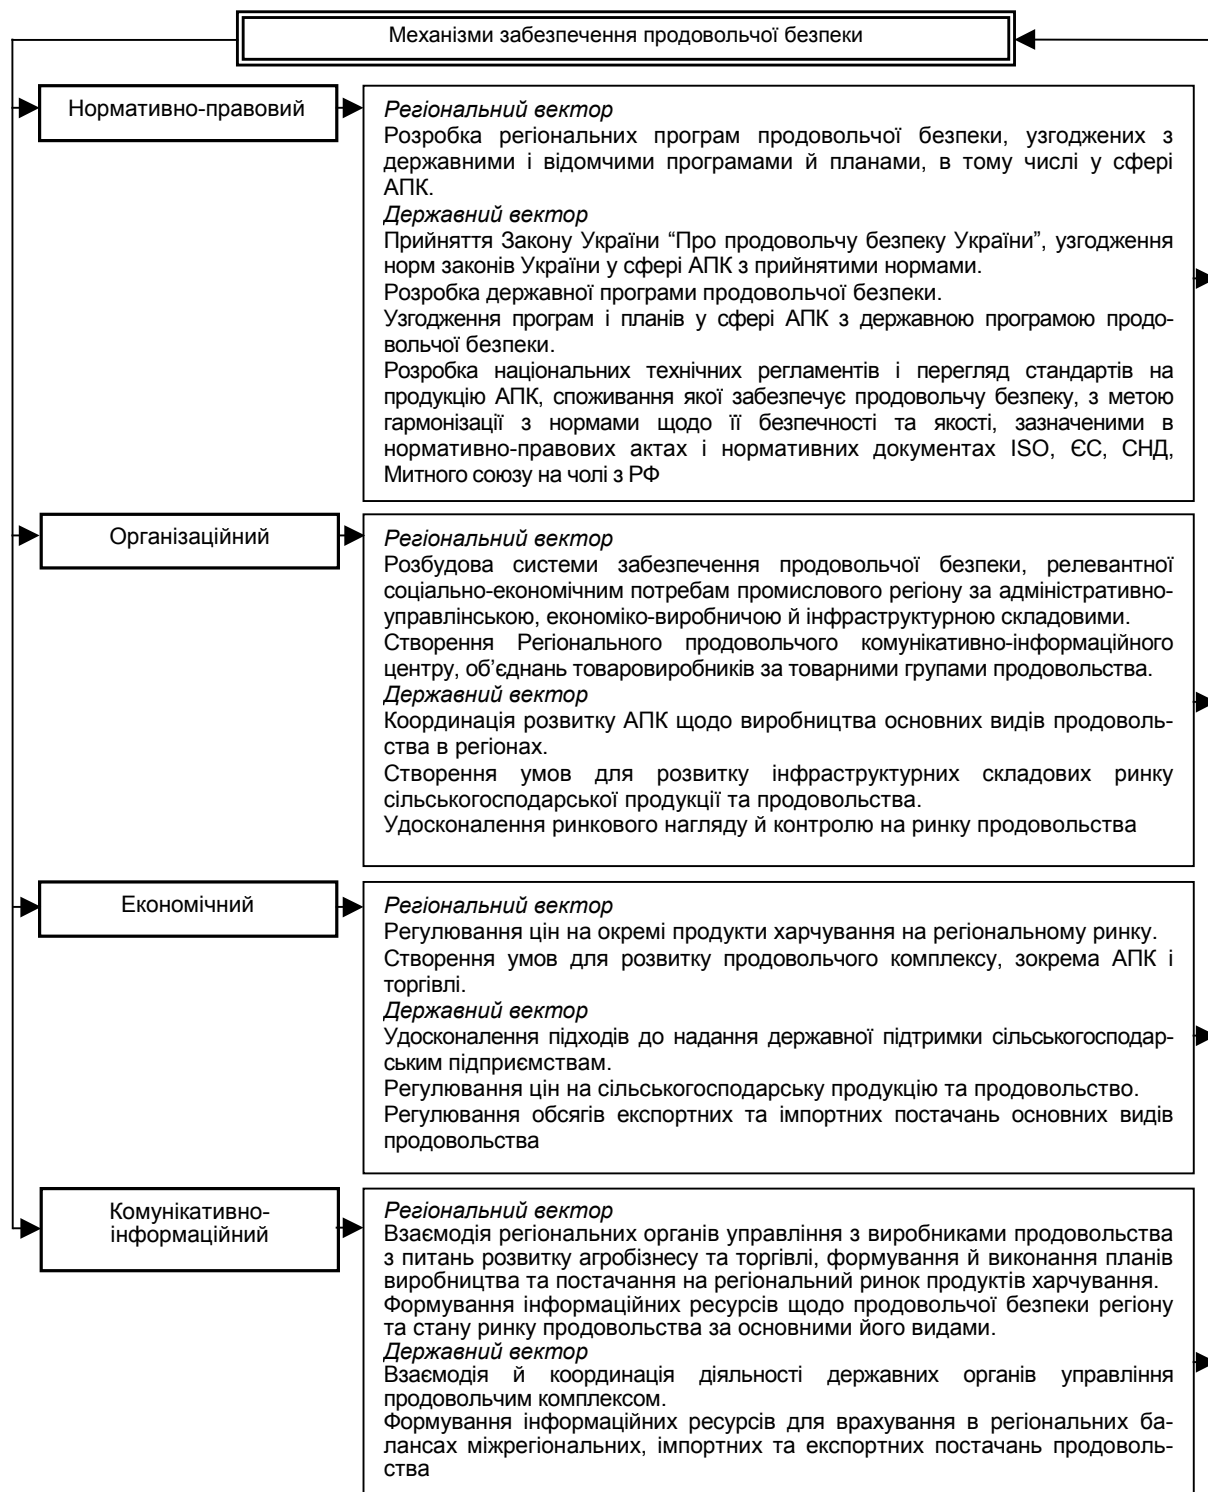 Механізми забезпечення продовольчої безпеки
Нормативно-правовий
Регіональний вектор
Розробка регіональних програм продовольчої безпеки, узгоджених з
державними і відомчими програмами й планами, в тому числі у сфері
АПК.
Державний вектор
Прийняття Закону України “Про продовольчу безпеку України”, узгодження
норм законів України у сфері АПК з прийнятими нормами.
Розробка державної програми продовольчої безпеки.
Узгодження програм і планів у сфері АПК з державною програмою продо-
вольчої безпеки.
Розробка національних технічних регламентів і перегляд стандартів на
продукцію АПК, споживання якої забезпечує продовольчу безпеку, з метою
гармонізації з нормами щодо її безпечності та якості, зазначеними в
нормативно-правових актах і нормативних документах ISO, ЄС, СНД,
Митного союзу на чолі з РФ
Організаційний
Регіональний вектор
Розбудова системи забезпечення продовольчої безпеки, релевантної
соціально-економічним потребам промислового регіону за адміністративно-
управлінською, економіко-виробничою й інфраструктурною складовими.
Створення Регіонального продовольчого комунікативно-інформаційного
центру, об’єднань товаровиробників за товарними групами продовольства.
Державний вектор
Координація розвитку АПК щодо виробництва основних видів продоволь-
ства в регіонах.
Створення умов для розвитку інфраструктурних складових ринку
сільськогосподарської продукції та продовольства.
Удосконалення ринкового нагляду й контролю на ринку продовольства
Економічний
Регіональний вектор
Регулювання цін на окремі продукти харчування на регіональному ринку.
Створення умов для розвитку продовольчого комплексу, зокрема АПК і
торгівлі.
Державний вектор
Удосконалення підходів до надання державної підтримки сільськогосподар-
ським підприємствам.
Регулювання цін на сільськогосподарську продукцію та продовольство.
Регулювання обсягів експортних та імпортних постачань основних видів
продовольства
Комунікативно-
інформаційний
Регіональний вектор
Взаємодія регіональних органів управління з виробниками продовольства
з питань розвитку агробізнесу та торгівлі, формування й виконання планів
виробництва та постачання на регіональний ринок продуктів харчування.
Формування інформаційних ресурсів щодо продовольчої безпеки регіону
та стану ринку продовольства за основними його видами.
Державний вектор
Взаємодія й координація діяльності державних органів управління
продовольчим комплексом.
Формування інформаційних ресурсів для врахування в регіональних ба-
лансах міжрегіональних, імпортних та експортних постачань продоволь-
ства